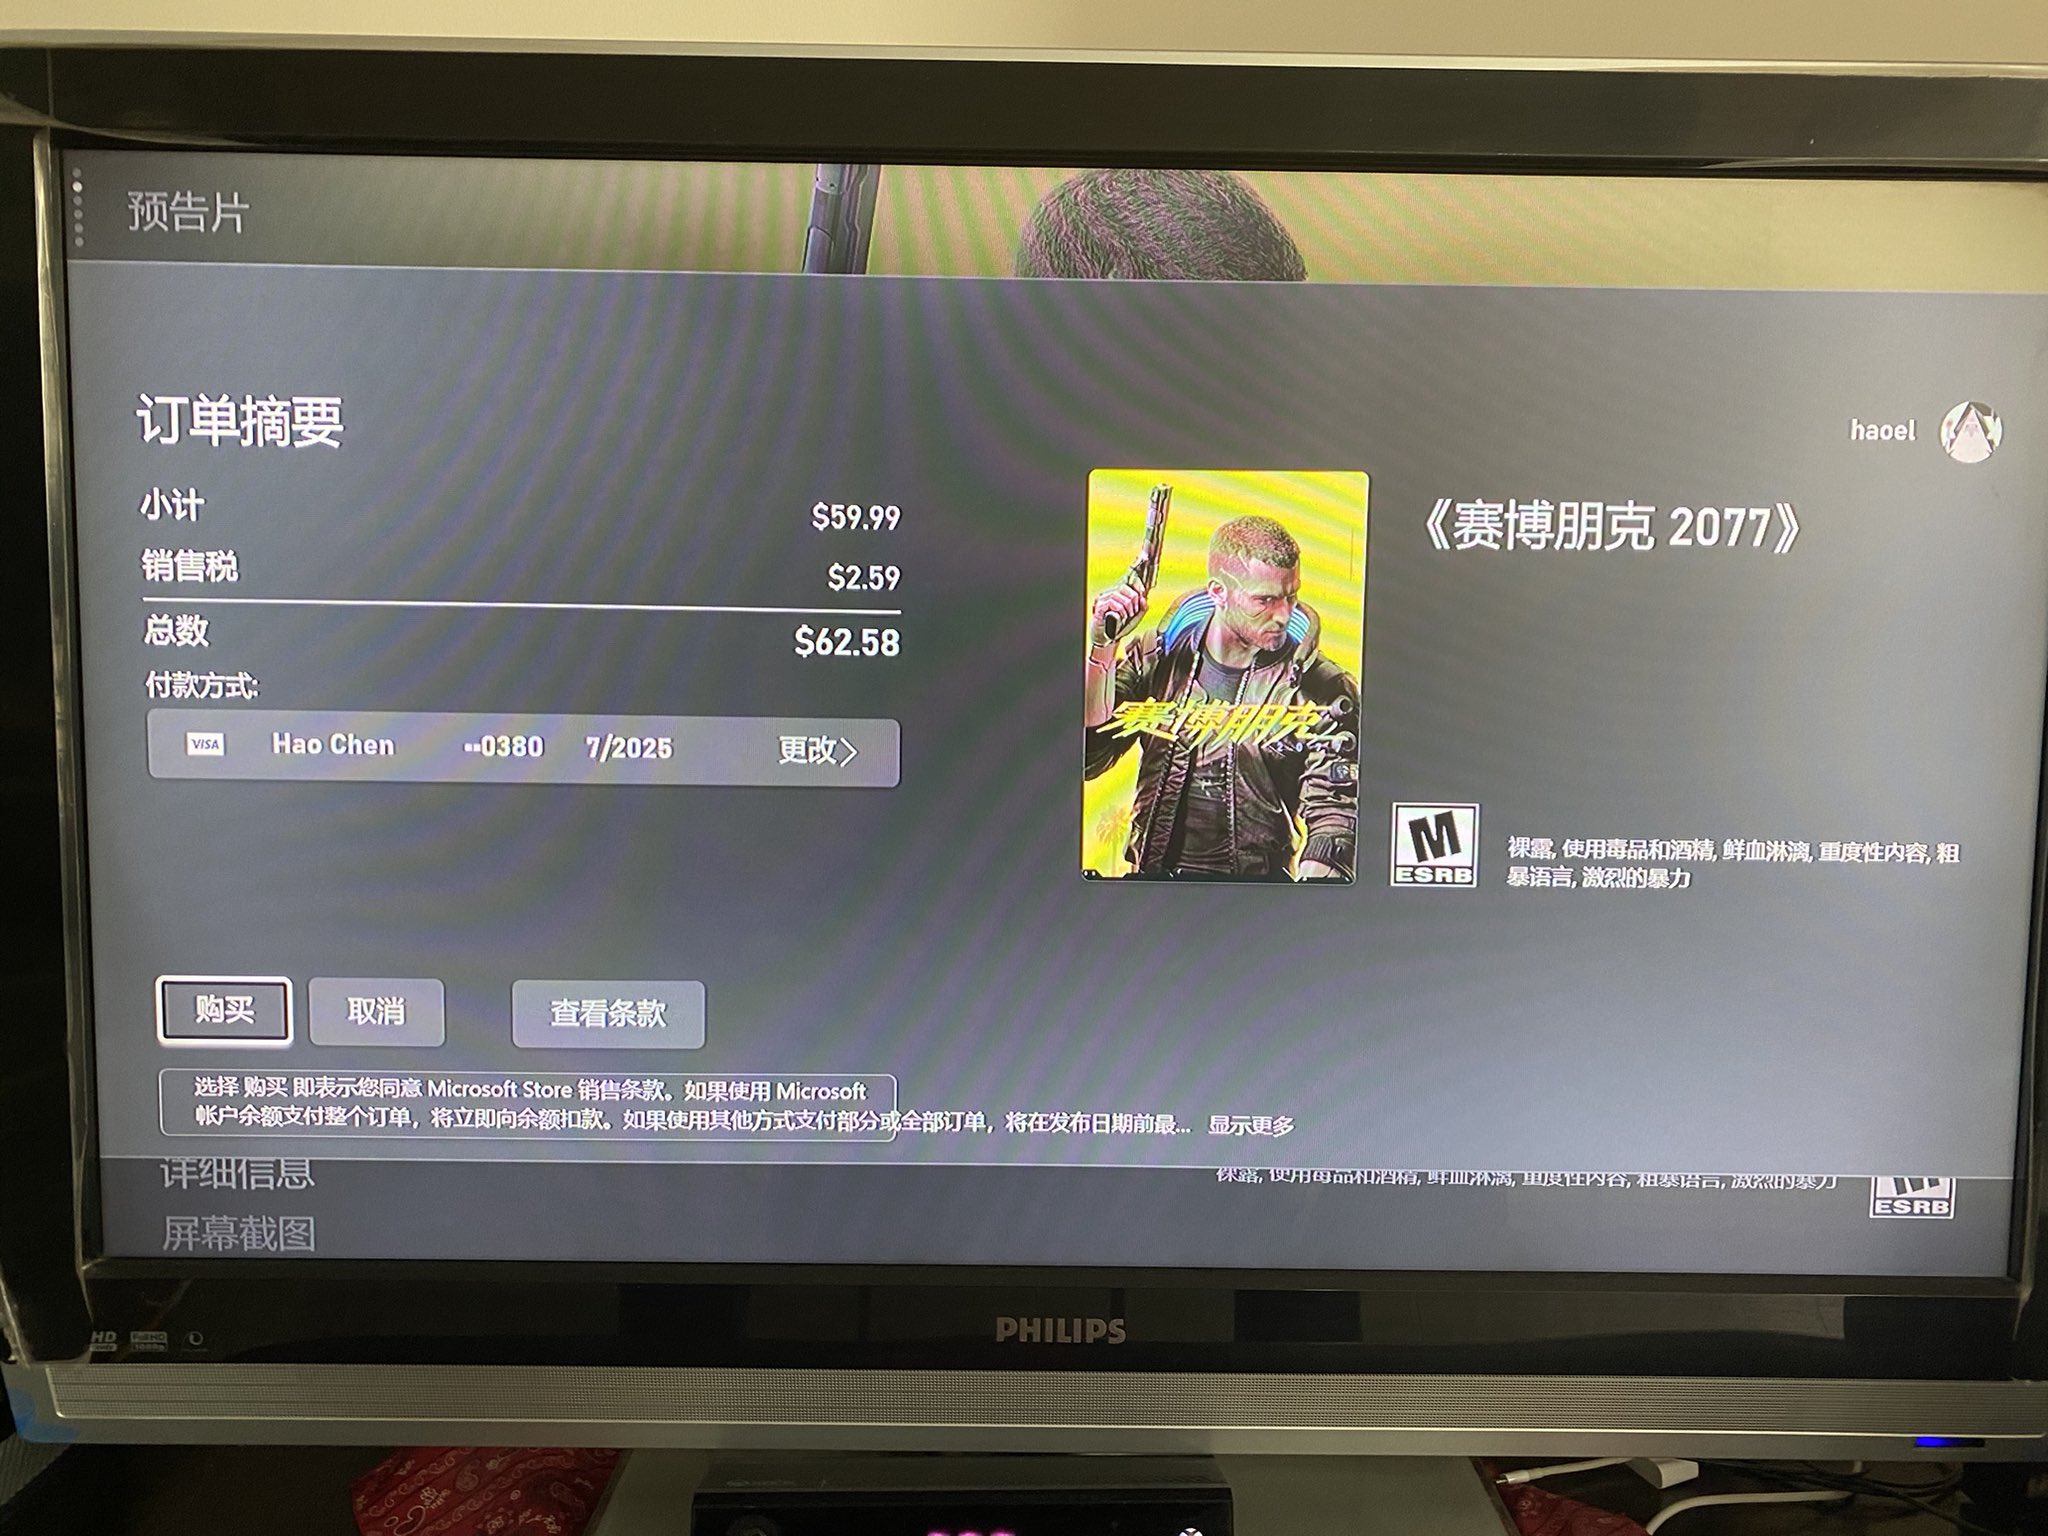 预告片
订单摘要
haoel
小计 $59.99
销售税 $2.59
总数 $62.58
付款方式:
VISA Hao Chen ··0380 7/2025 更改>
《赛博朋克 2077》
赛博朋克
2077
M
ESRB
裸露, 使用毒品和酒精, 鲜血淋漓, 重度性内容, 粗
暴语言, 激烈的暴力
购买 取消 查看条款
选择 购买 即表示您同意 Microsoft Store 销售条款。如果使用 Microsoft
帐户余额支付整个订单，将立即向余额扣款。如果使用其他方式支付部分或全部订单，将在发布日期前最... 显示更多
详细信息
裸露, 使用毒品和酒精, 鲜血淋漓, 重度性内容, 粗暴语言, 激烈的暴力
M
ESRB
屏幕截图
PHILIPS
HD
Full HD
1080p